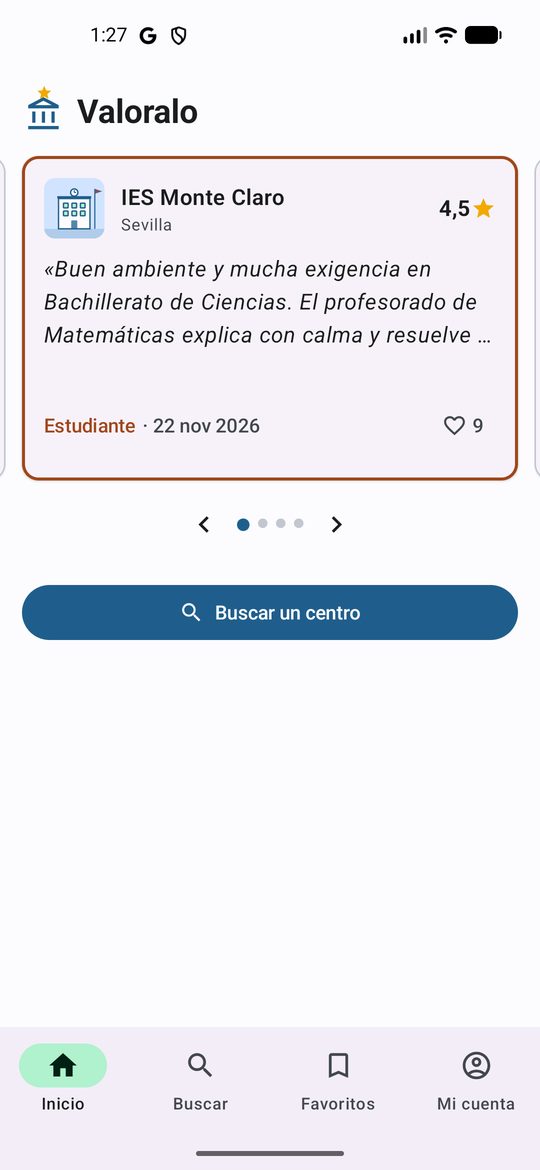 1:27
Valoralo
IES Monte Claro
Sevilla
4,5
«Buen ambiente y mucha exigencia en
Bachillerato de Ciencias. El profesorado de
Matemáticas explica con calma y resuelve …
Estudiante · 22 nov 2026
9
Buscar un centro
Inicio
Buscar
Favoritos
Mi cuenta